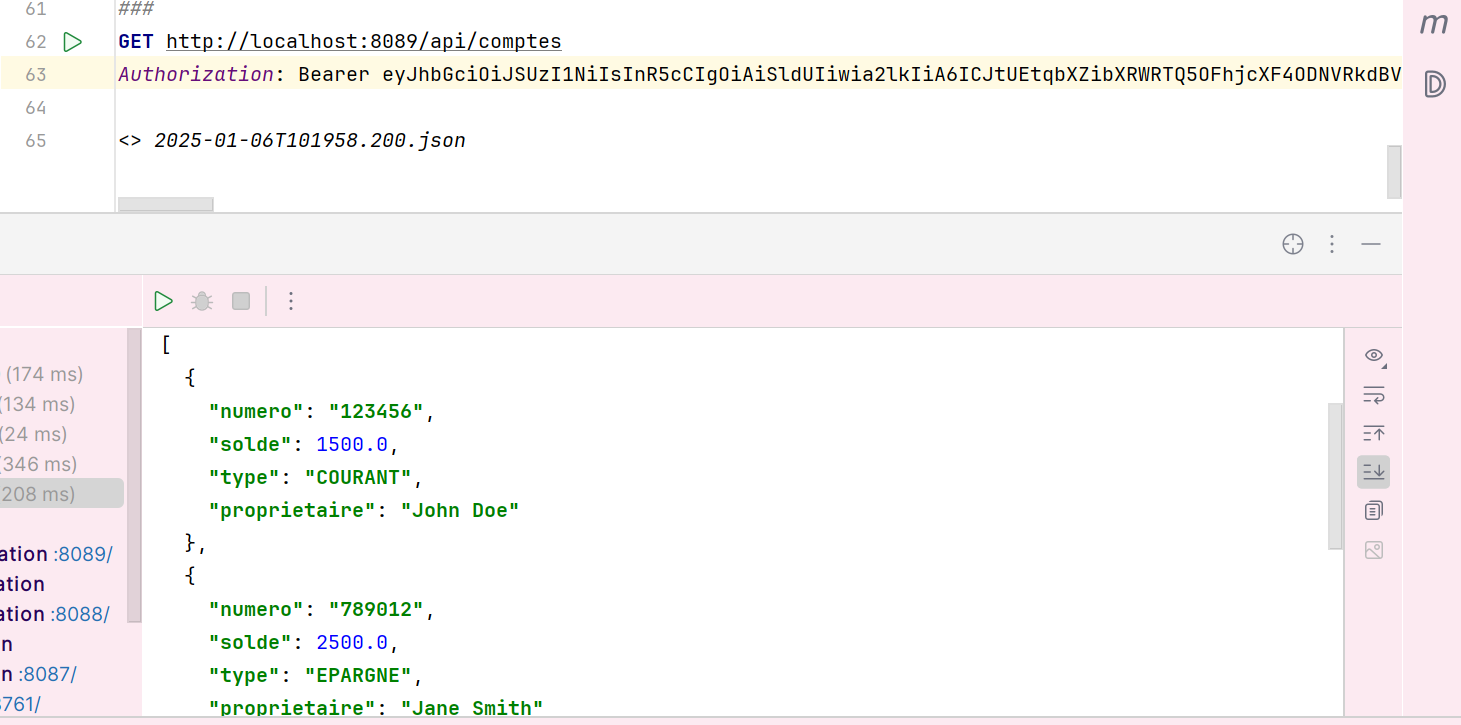 61 ###
62 GET http://localhost:8089/api/comptes
63 Authorization: Bearer eyJhbGciOiJSUzI1NiIsInR5cCIgOiAiSldUIiwia2lkIiA6ICJtUEtqbXZibXRWRTQ5OFhjcXF4ODNVRkdBV
64
65 <> 2025-01-06T101958.200.json
m
D
(174 ms)
(134 ms)
(24 ms)
(346 ms)
208 ms)
ation :8089/
ation
ation :8088/
n
n :8087/
761/
[
{
"numero": "123456",
"solde": 1500.0,
"type": "COURANT",
"proprietaire": "John Doe"
},
{
"numero": "789012",
"solde": 2500.0,
"type": "EPARGNE",
"proprietaire": "Jane Smith"